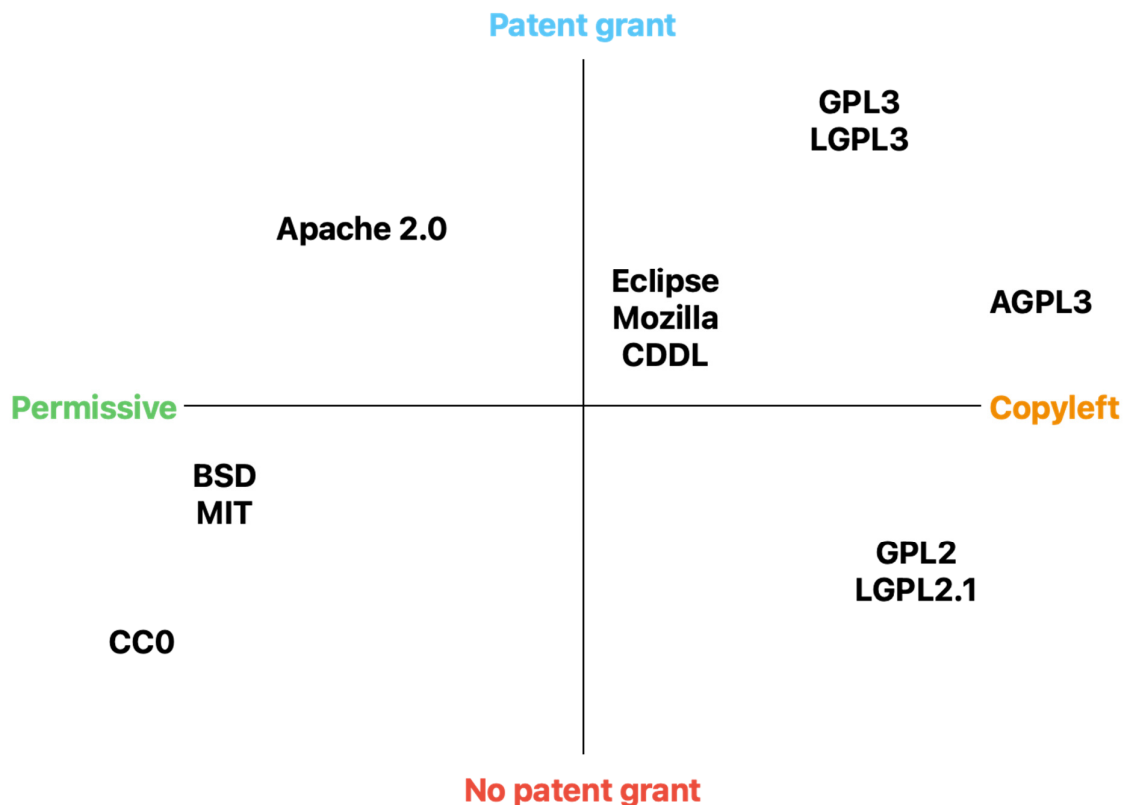 Patent grant
GPL3
LGPL3
Apache 2.0
Eclipse
Mozilla
CDDL
AGPL3
Permissive
Copyleft
BSD
MIT
GPL2
LGPL2.1
CC0
No patent grant